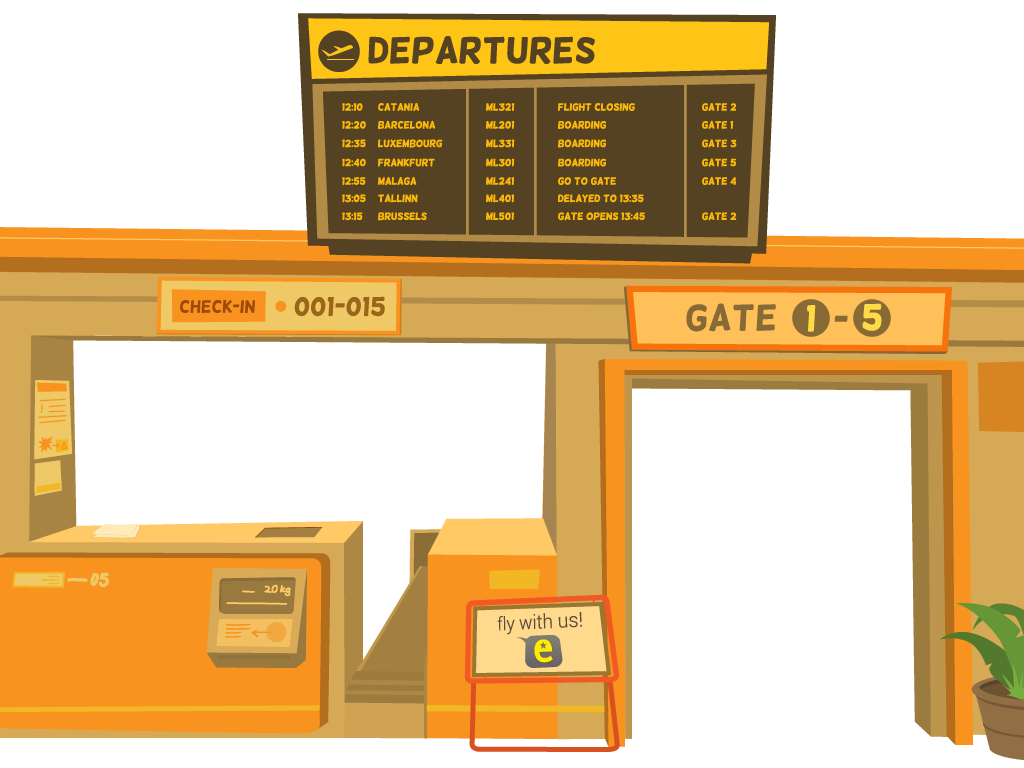 DEPARTURES
12:10 CATANIA ML321 FLIGHT CLOSING GATE 2
12:20 BARCELONA ML201 BOARDING GATE 1
12:35 LUXEMBOURG ML331 BOARDING GATE 3
12:40 FRANKFURT ML301 BOARDING GATE 5
12:55 MALAGA ML241 GO TO GATE GATE 4
13:05 TALLINN ML401 DELAYED TO 13:35
13:15 BRUSSELS ML501 GATE OPENS 13:45 GATE 2
CHECK-IN • 001-015
GATE 1-5
05
20 kg
fly with us!
e